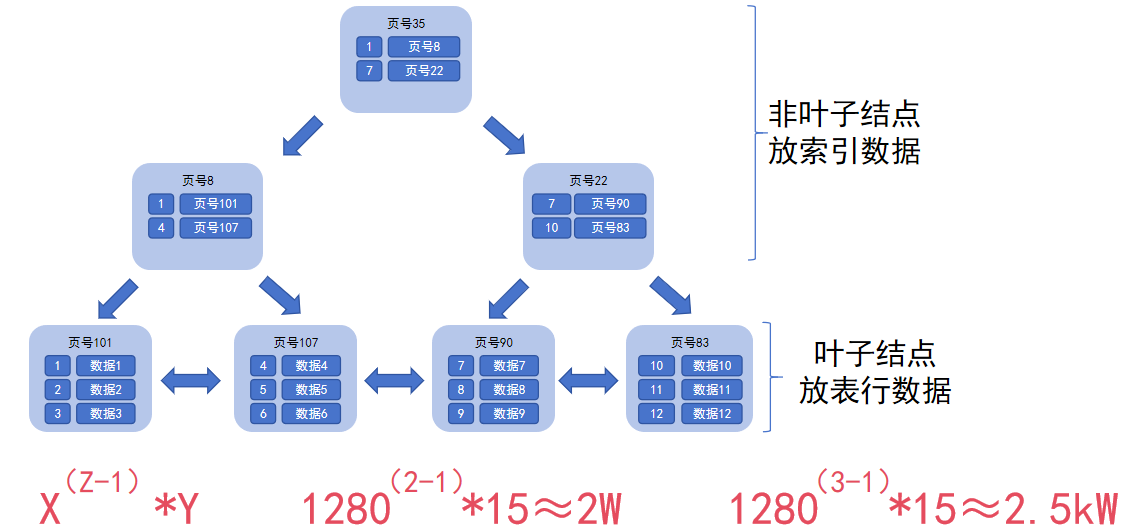 页号35
1 页号8
7 页号22
非叶子结点
放索引数据
页号8
1 页号101
4 页号107
页号22
7 页号90
10 页号83
页号101
1 数据1
2 数据2
3 数据3
页号107
4 数据4
5 数据5
6 数据6
页号90
7 数据7
8 数据8
9 数据9
页号83
10 数据10
11 数据11
12 数据12
叶子结点
放表行数据
X^(Z-1) *Y
1280^(2-1)*15≈2W
1280^(3-1)*15≈2.5kW